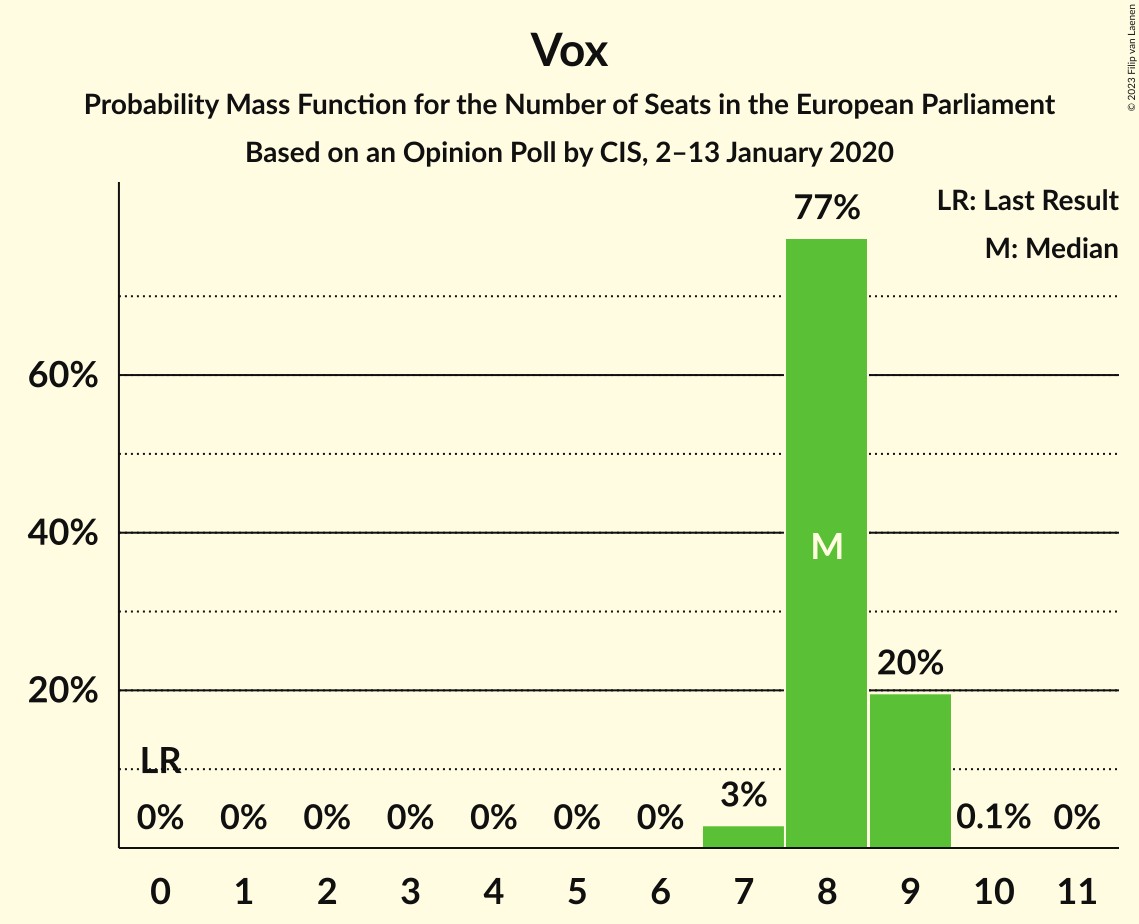 Vox
Probability Mass Function for the Number of Seats in the European Parliament
Based on an Opinion Poll by CIS, 2–13 January 2020
© 2023 Filip van Laenen
LR: Last Result
M: Median
77%
60%
40%
M
20%
20%
LR
3%
0% 0% 0% 0% 0% 0% 0% 0.1% 0%
0 1 2 3 4 5 6 7 8 9 10 11